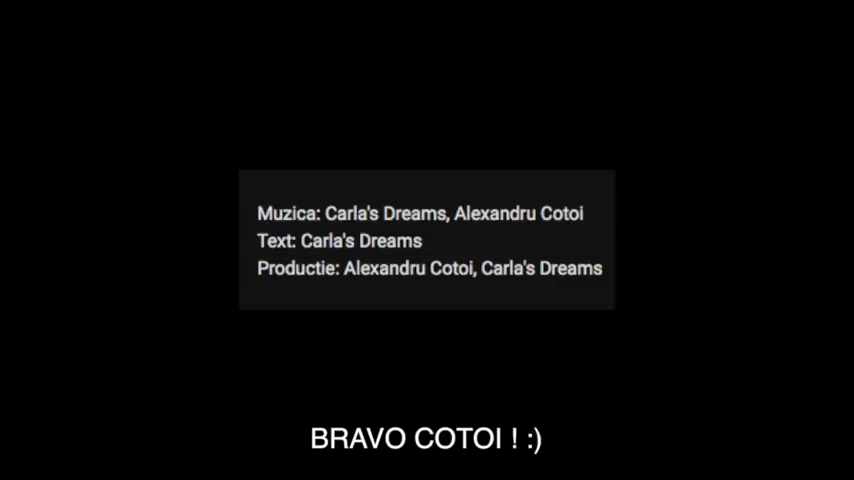 Muzica: Carla's Dreams, Alexandru Cotoi
Text: Carla's Dreams
Productie: Alexandru Cotoi, Carla's Dreams
BRAVO COTOI ! :)